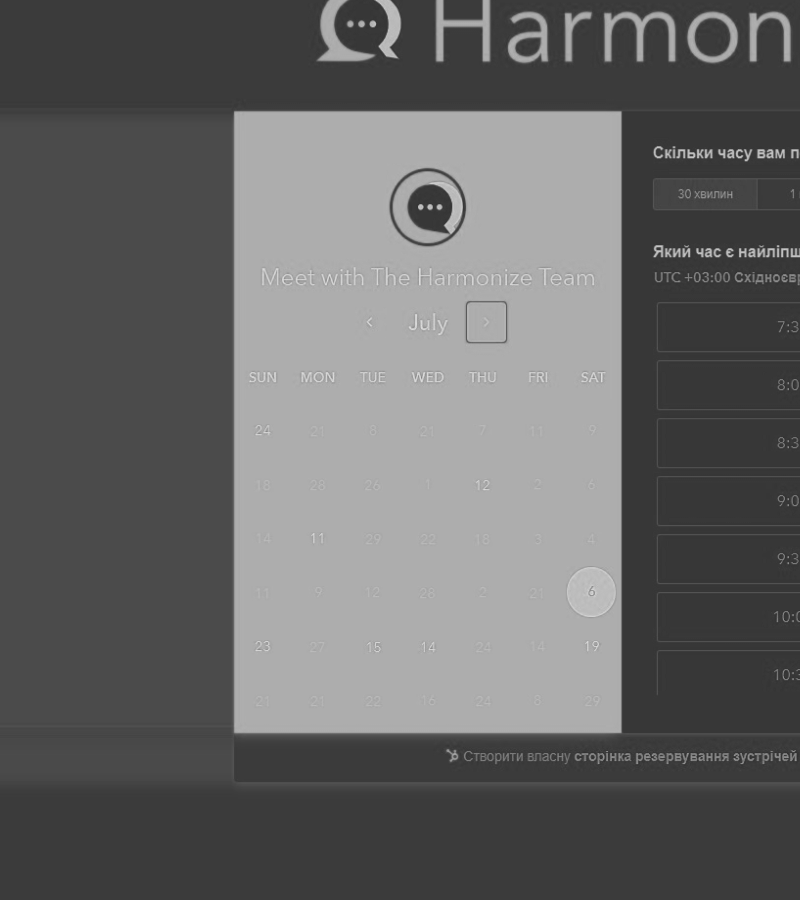 Harmon
Meet with The Harmonize Team
July
SUN MON TUE WED THU FRI SAT
24 21 8 21 7 11 9
18 28 26 1 12 2 6
14 11 29 22 18 3 4
11 9 12 28 2 21 6
23 27 15 14 24 14 19
21 21 22 16 24 8 29
Скільки часу вам п
30 хвилин 1
Який час є найліпш
UTC +03:00 Східноєвр
7:3
8:0
8:3
9:0
9:3
10:0
10:3
Створити власну сторінка резервування зустрічей